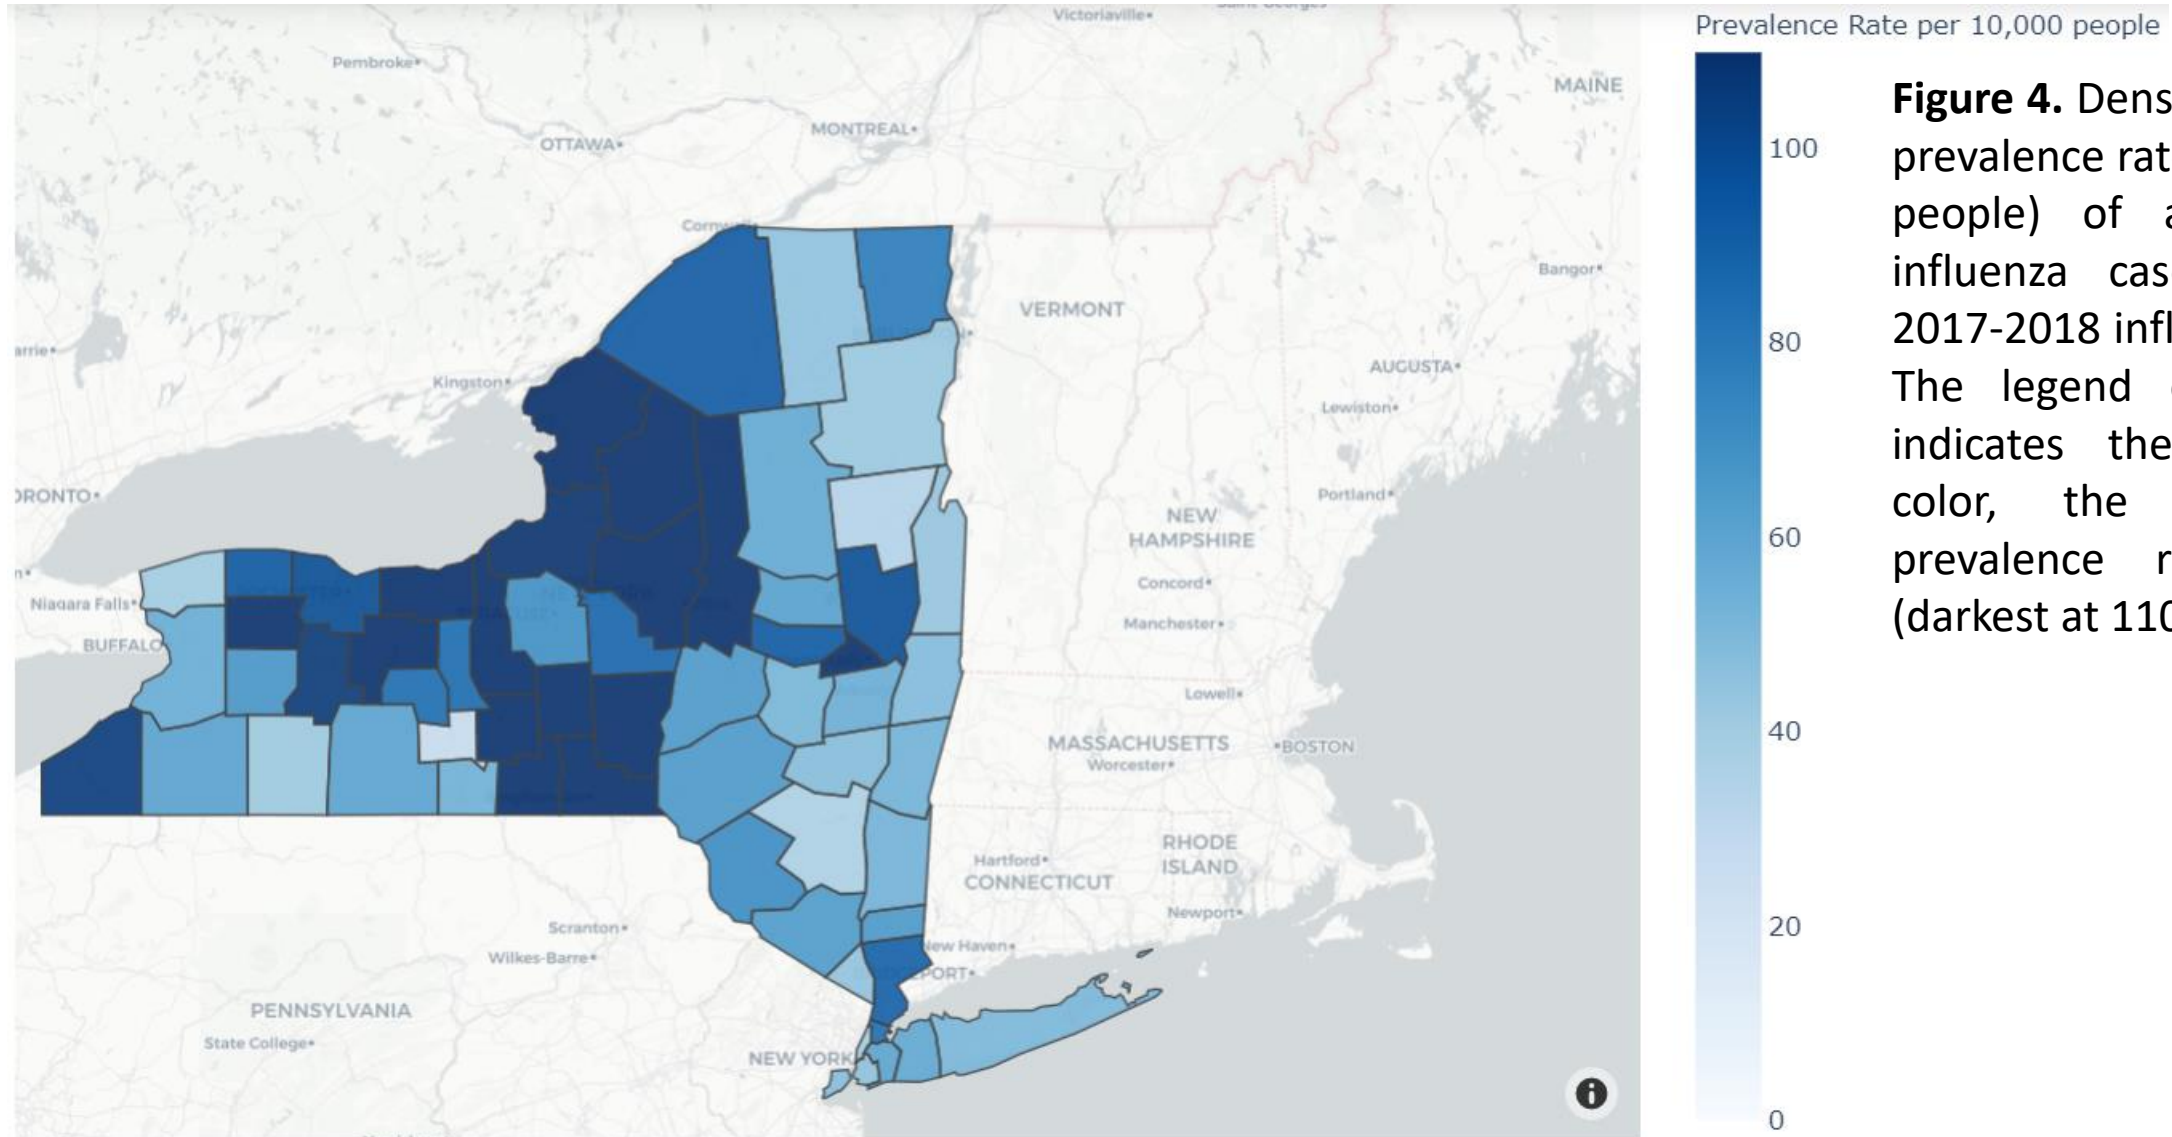 Victoriaville
Pembroke
MAINE
OTTAWA
MONTREAL
Bangor
VERMONT
AUGUSTA
Kingston
Lewiston
Portland
NEW
HAMPSHIRE
Concord
Manchester
Niagara Falls
BUFFALO
Lowell
MASSACHUSETTS
Worcester
BOSTON
RHODE
ISLAND
Hartford
CONNECTICUT
Newport
Scranton
New Haven
Wilkes-Barre
PENNSYLVANIA
State College
NEW YORK
Prevalence Rate per 10,000 people
100
80
60
40
20
0
Figure 4. Dens
prevalence rat
people) of a
influenza cas
2017-2018 infl
The legend
indicates the
color, the
prevalence r
(darkest at 110